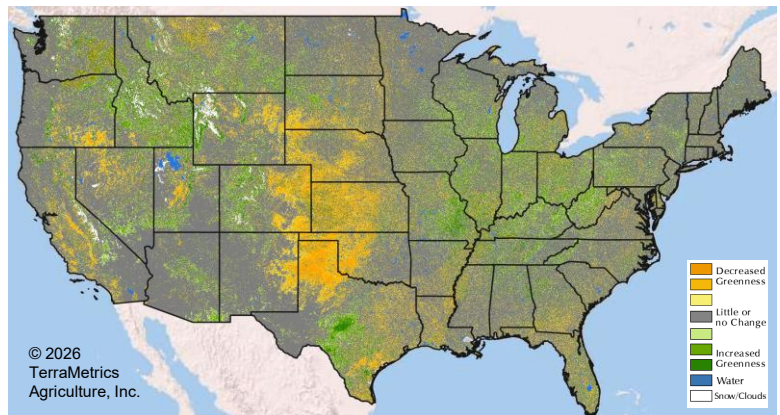 Decreased
Greenness
Little or
no Change
Increased
Greenness
Water
Snow/Clouds
© 2026
TerraMetrics
Agriculture, Inc.